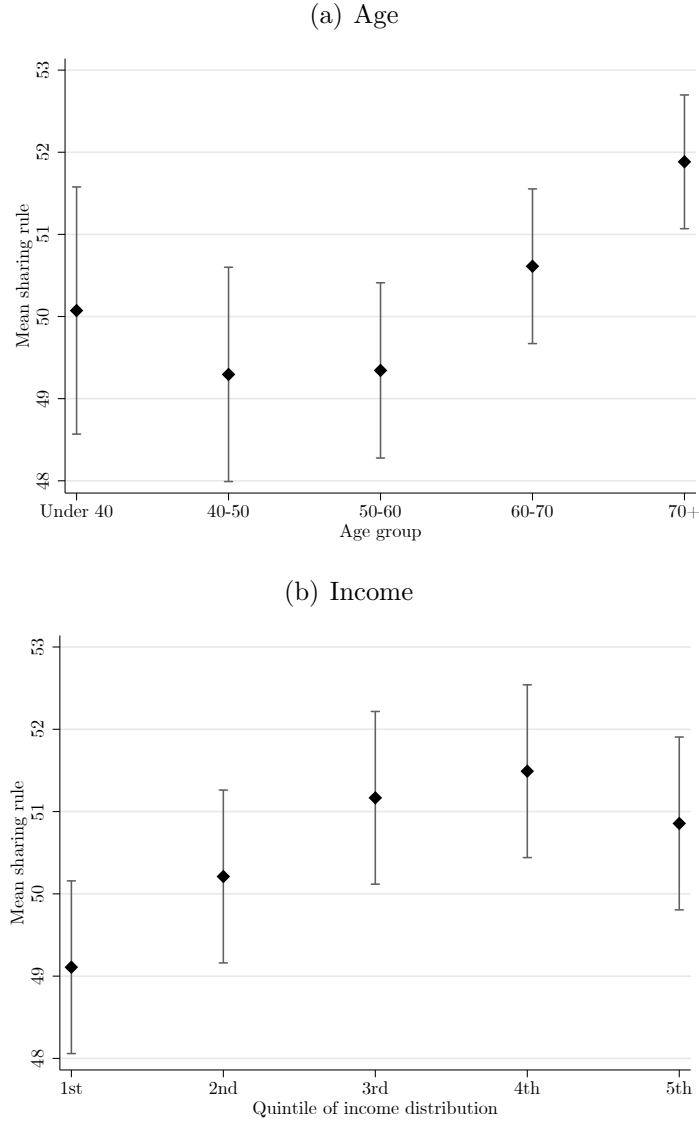 (a) Age
Mean sharing rule
53
52
51
50
49
48
Under 40 40-50 50-60 60-70 70+
Age group
(b) Income
Mean sharing rule
53
52
51
50
49
48
1st 2nd 3rd 4th 5th
Quintile of income distribution